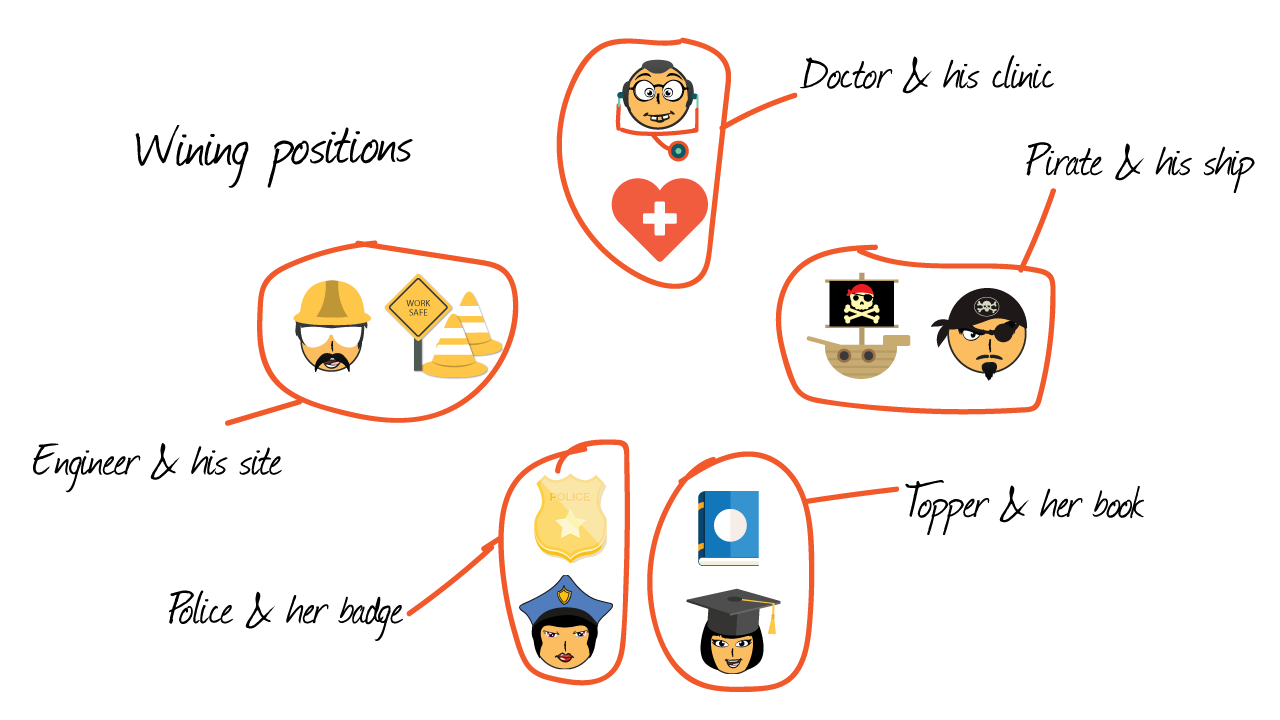 Doctor & his clinic
Wining positions
Pirate & his ship
WORK
SAFE
Engineer & his site
POLICE
Topper & her book
Police & her badge